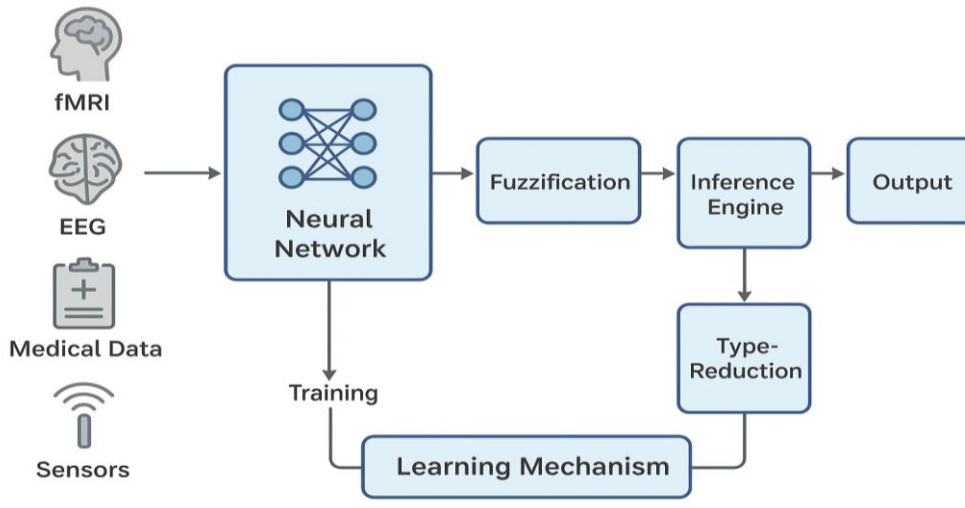 fMRI
EEG
Medical Data
Sensors
Neural
Network
Training
Fuzzification
Inference
Engine
Output
Type-
Reduction
Learning Mechanism